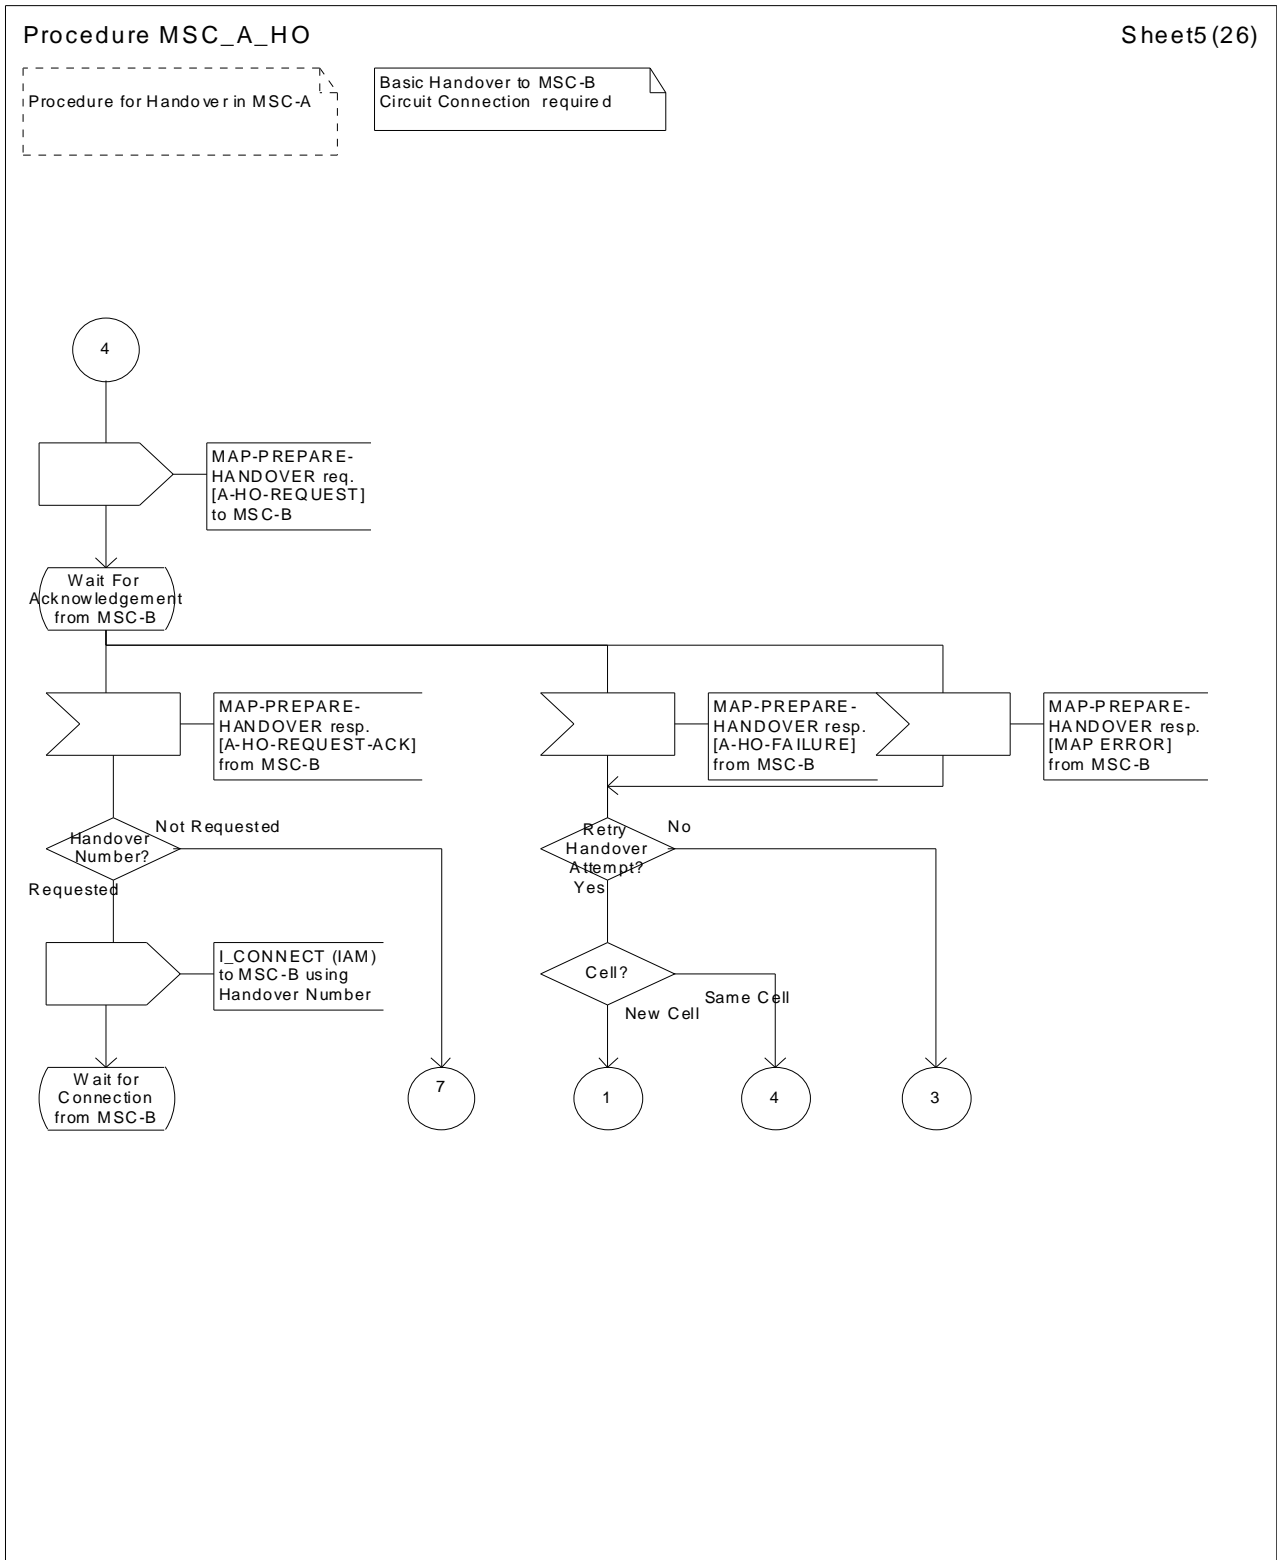 Procedure MSC_A_HO
Sheet5(26)
Procedure for Handover in MSC-A
Basic Handover to MSC-B
Circuit Connection required
4
MAP-PREPARE-
HANDOVER req.
[A-HO-REQUEST]
to MSC-B
Wait For
Acknowledgement
from MSC-B
MAP-PREPARE-
HANDOVER resp.
[A-HO-REQUEST-ACK]
from MSC-B
MAP-PREPARE-
HANDOVER resp.
[A-HO-FAILURE]
from MSC-B
MAP-PREPARE-
HANDOVER resp.
[MAP ERROR]
from MSC-B
Handover
Number?
Not Requested
Requested
Retry
Handover
Attempt?
No
Yes
I_CONNECT (IAM)
to MSC-B using
Handover Number
Cell?
Same Cell
New Cell
Wait for
Connection
from MSC-B
7
1
4
3